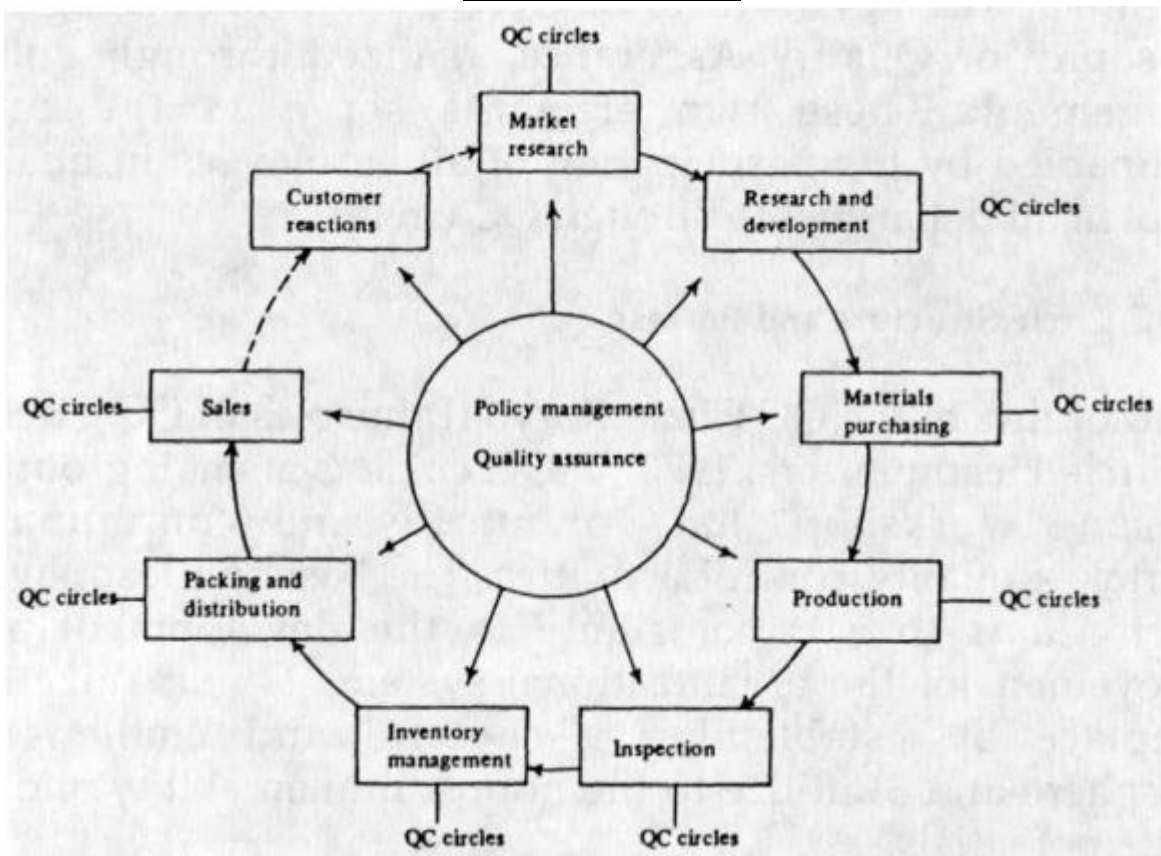 QC circles
Market
research
Customer
reactions
Research and
development
QC circles
QC circles
Sales
Policy management
Quality assurance
Materials
purchasing
QC circles
QC circles
Packing and
distribution
Production
QC circles
Inventory
management
Inspection
QC circles
QC circles